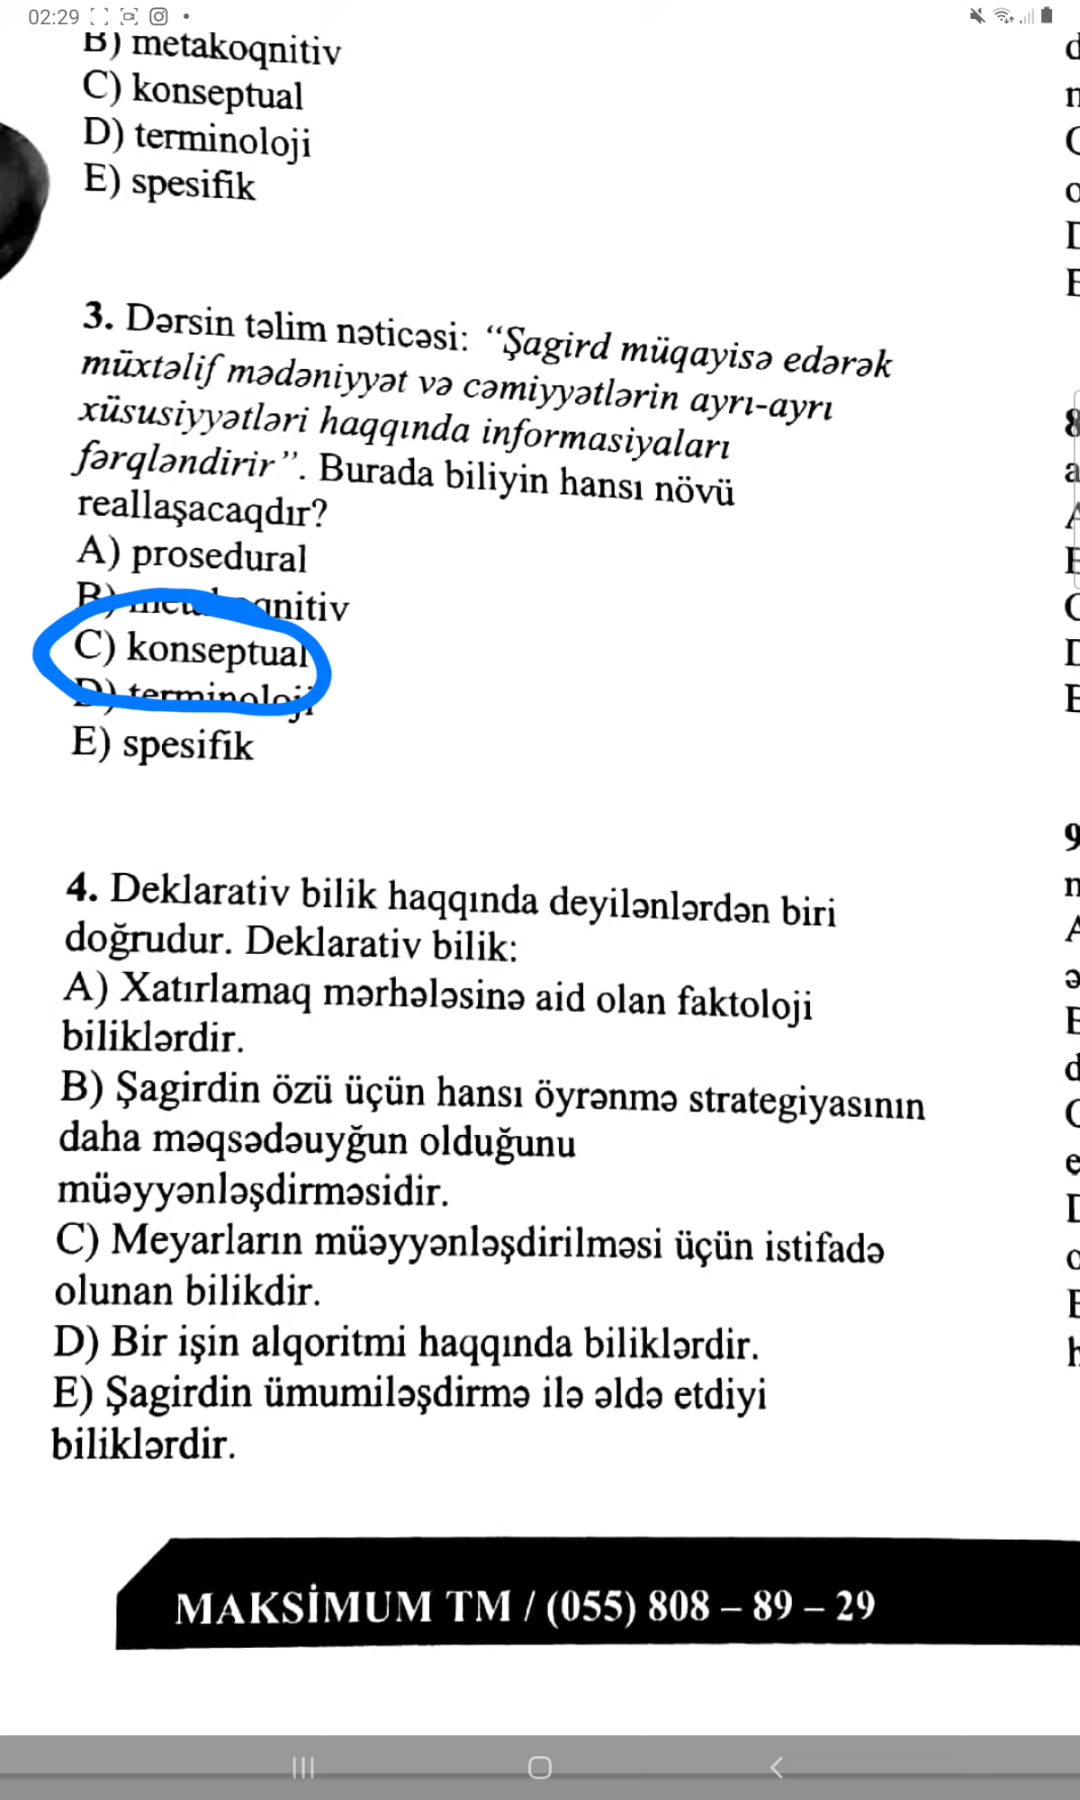 02:29
B) metakoqnitiv
C) konseptual
D) terminoloji
E) spesifik
3. Dərsin təlim nəticəsi: “Şagird müqayisə edərək
müxtəlif mədəniyyət və cəmiyyətlərin ayrı-ayrı
xüsusiyyətləri haqqında informasiyaları
fərqləndirir”. Burada biliyin hansı növü
reallaşacaqdır?
A) prosedural
B) metakoqnitiv
C) konseptual
D) terminoloji
E) spesifik
4. Deklarativ bilik haqqında deyilənlərdən biri
doğrudur. Deklarativ bilik:
A) Xatırlamaq mərhələsinə aid olan faktoloji
biliklərdir.
B) Şagirdin özü üçün hansı öyrənmə strategiyasının
daha məqsədəuyğun olduğunu
müəyyənləşdirməsidir.
C) Meyarların müəyyənləşdirilməsi üçün istifadə
olunan bilikdir.
D) Bir işin alqoritmi haqqında biliklərdir.
E) Şagirdin ümumiləşdirmə ilə əldə etdiyi
biliklərdir.
MAKSİMUM TM / (055) 808 – 89 – 29